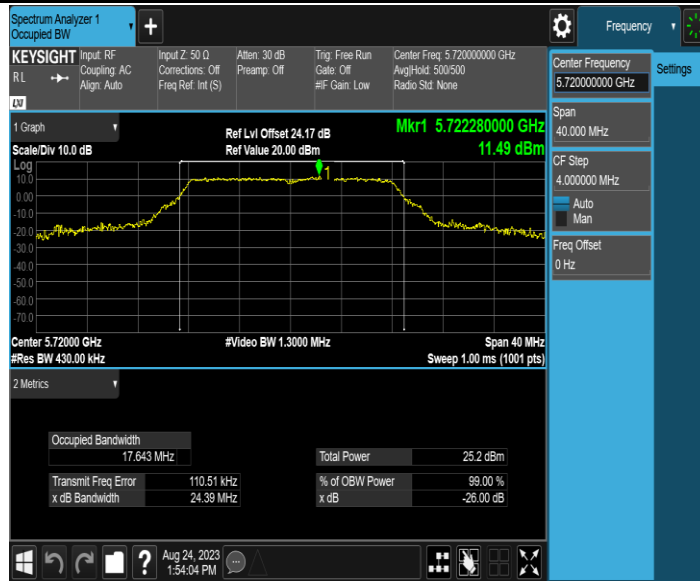 Spectrum Analyzer 1
Occupied BW
+
Frequency
KEYSIGHT
RL
LXI
Input: RF
Coupling: AC
Align: Auto
Input Z: 50 Ω
Corrections: Off
Freq Ref: Int (S)
Atten: 30 dB
Preamp: Off
Trig: Free Run
Gate: Off
#IF Gain: Low
Center Freq: 5.720000000 GHz
Avg|Hold: 500/500
Radio Std: None
Center Frequency
5.720000000 GHz
Settings
Span
40.000 MHz
CF Step
4.000000 MHz
Auto
Man
Freq Offset
0 Hz
1 Graph
Scale/Div 10.0 dB
Ref Lvl Offset 24.17 dB
Ref Value 20.00 dBm
Mkr1 5.722280000 GHz
11.49 dBm
Log
10.0
0.00
-10.0
-20.0
-30.0
-40.0
-50.0
-60.0
-70.0
1
Center 5.72000 GHz
#Video BW 1.3000 MHz
Span 40 MHz
#Res BW 430.00 kHz
Sweep 1.00 ms (1001 pts)
2 Metrics
Occupied Bandwidth
17.643 MHz
Total Power 25.2 dBm
Transmit Freq Error 110.51 kHz
% of OBW Power 99.00 %
x dB Bandwidth 24.39 MHz
x dB -26.00 dB
?
Aug 24, 2023
1:54:04 PM